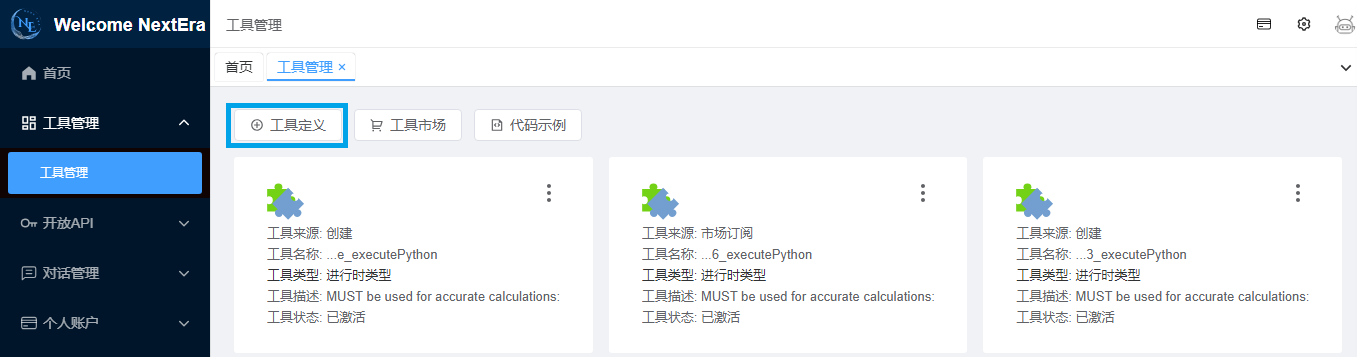 NE
Welcome NextEra
工具管理
首页
工具管理 ×
首页
工具管理
工具管理
开放API
对话管理
个人账户
工具定义
工具市场
代码示例
工具来源: 创建
工具名称: ...e_executePython
工具类型: 进行时类型
工具描述: MUST be used for accurate calculations:
工具状态: 已激活
工具来源: 市场订阅
工具名称: ...6_executePython
工具类型: 进行时类型
工具描述: MUST be used for accurate calculations:
工具状态: 已激活
工具来源: 创建
工具名称: ...3_executePython
工具类型: 进行时类型
工具描述: MUST be used for accurate calculations:
工具状态: 已激活